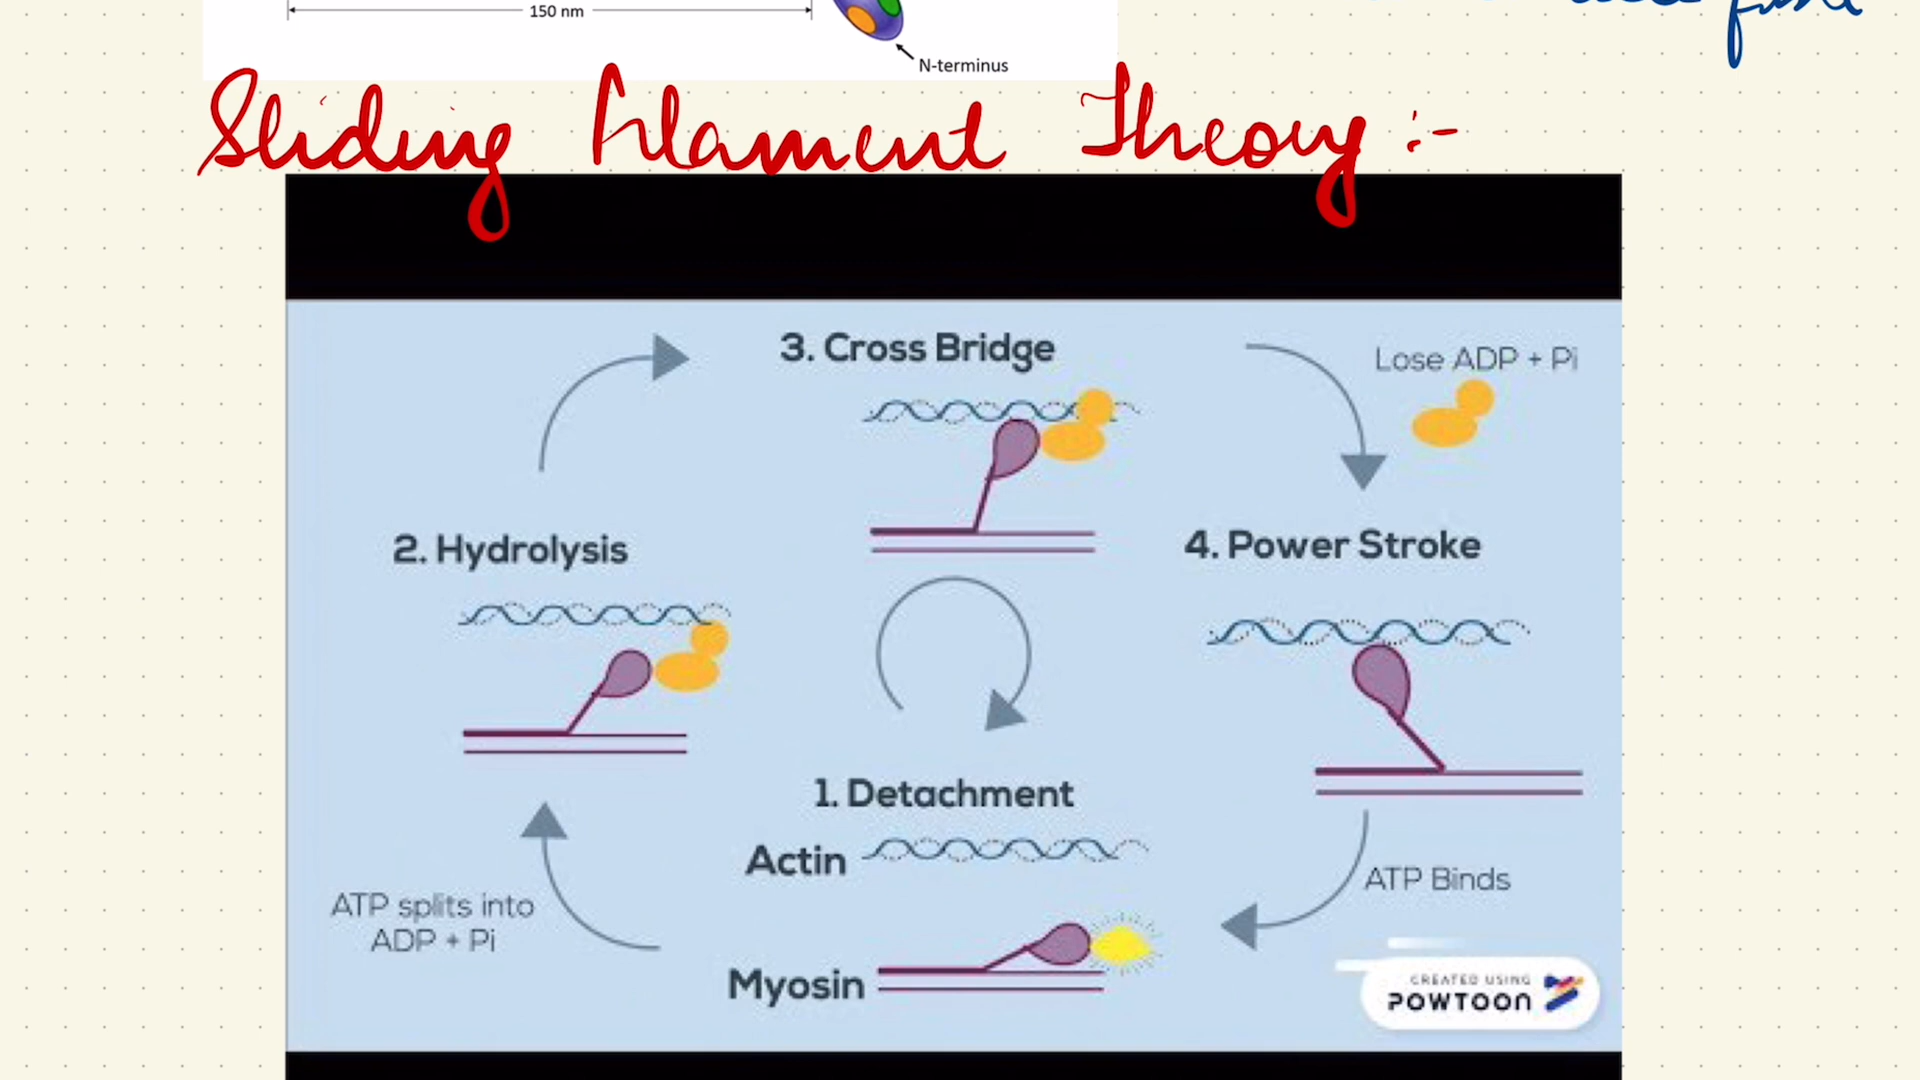 150 nm
N-terminus
Sliding filament Theory :-
3. Cross Bridge
Lose ADP + Pi
2. Hydrolysis
4. Power Stroke
1. Detachment
Actin
ATP Binds
ATP splits into
ADP + Pi
Myosin
CREATED USING
POWTOON